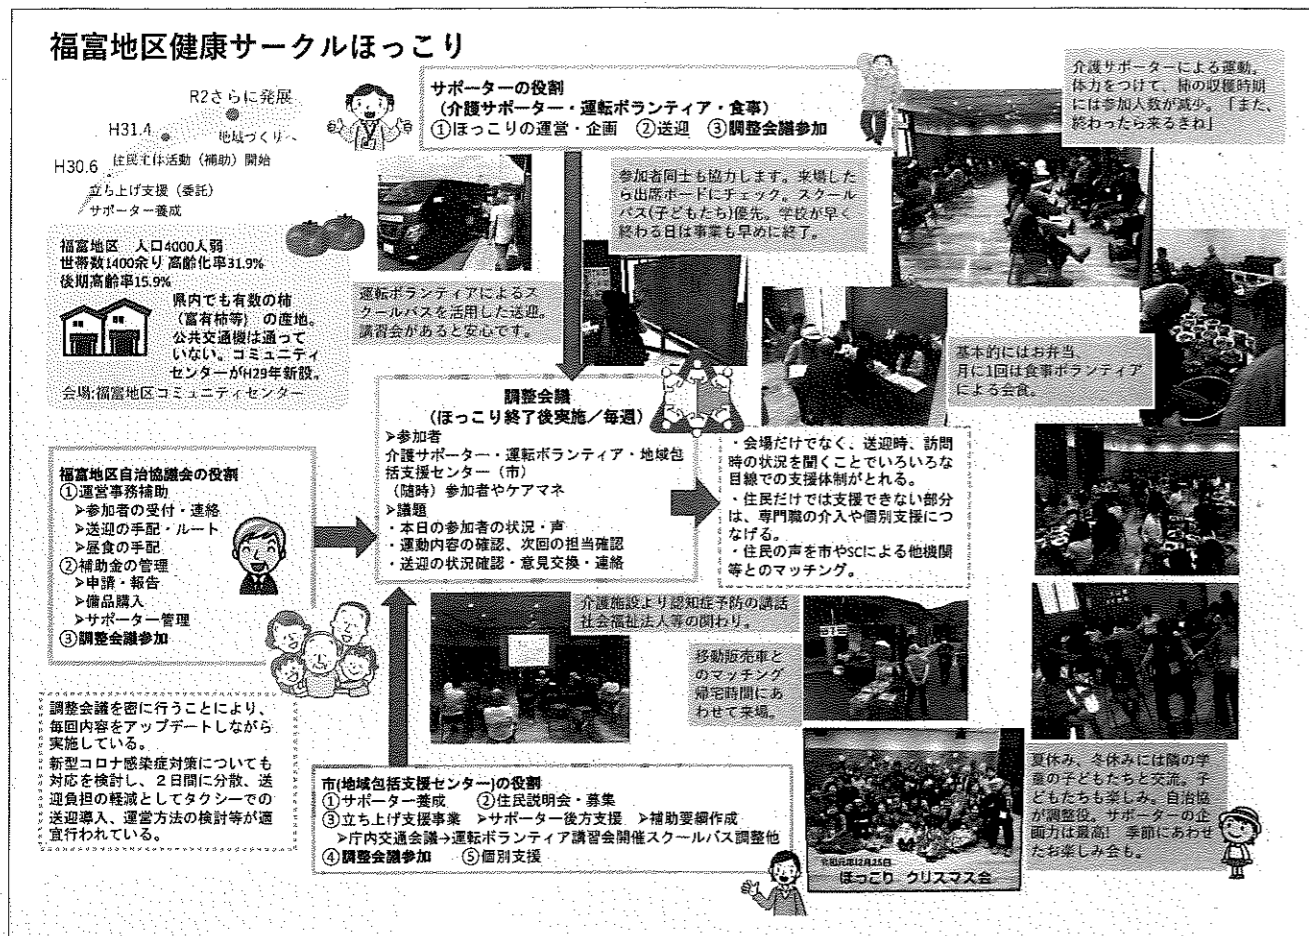 福富地区健康サークルほっこり
R2さらに発展
地域づくりへ
H31.4
住民主体活動（補助）開始
H30.6
立ち上げ支援（委託）
サポーター養成
福富地区　人口4000人弱
世帯数1400余り 高齢化率31.9%
後期高齢率15.9%
県内でも有数の柿
（富有柿等）の産地。
公共交通機は通って
いない。コミュニティ
センターがH29年新設。
会場:福富地区コミュニティセンター
サポーターの役割
（介護サポーター・運転ボランティア・食事）
①ほっこりの運営・企画　②送迎　③調整会議参加
介護サポーターによる運動。
体力をつけて、柿の収穫時期
には参加人数が減少。「また、
終わったら来るきね」
参加者同士も協力します。来場した
ら出席ボードにチェック。スクール
バス(子どもたち)優先。学校が早く
終わる日は事業も早めに終了。
運転ボランティアによるス
クールバスを活用した送迎。
講習会があると安心です。
基本的にはお弁当。
月に1回は食事ボランティア
による会食。
調整会議
（ほっこり終了後実施／毎週）
➢参加者
介護サポーター・運転ボランティア・地域包
括支援センター（市）
（随時）参加者やケアマネ
➢議題
・本日の参加者の状況・声
・運動内容の確認、次回の担当確認
・送迎の状況確認・意見交換・連絡
・会場だけでなく、送迎時、訪問
時の状況を聞くことでいろいろな
目線での支援体制がとれる。
・住民だけでは支援できない部分
は、専門職の介入や個別支援につ
なげる。
・住民の声を市やSCによる他機関
等とのマッチング。
福富地区自治協議会の役割
①運営事務補助
➢参加者の受付・連絡
➢送迎の手配・ルート
➢昼食の手配
②補助金の管理
➢申請・報告
➢備品購入
➢サポーター管理
③調整会議参加
介護施設より認知症予防の講話
社会福祉法人等の関わり。
移動販売車と
のマッチング
帰宅時間にあ
わせて来場。
調整会議を密に行うことにより、
毎回内容をアップデートしながら
実施している。
新型コロナ感染症対策についても
対応を検討し、２日間に分散、送
迎負担の軽減としてタクシーでの
送迎導入、運営方法の検討等が適
宜行われている。
市(地域包括支援センター)の役割
①サポーター養成　②住民説明会・募集
③立ち上げ支援事業　➢サポーター後方支援　➢補助要綱作成
➢庁内交通会議→運転ボランティア講習会開催スクールバス調整他
④調整会議参加　⑤個別支援
令和元年12月25日
ほっこり クリスマス会
夏休み、冬休みには隣の学
童の子どもたちと交流。子
どもたちも楽しみ。自治協
が調整役。サポーターの企
画力は最高!　季節にあわせ
たお楽しみ会も。